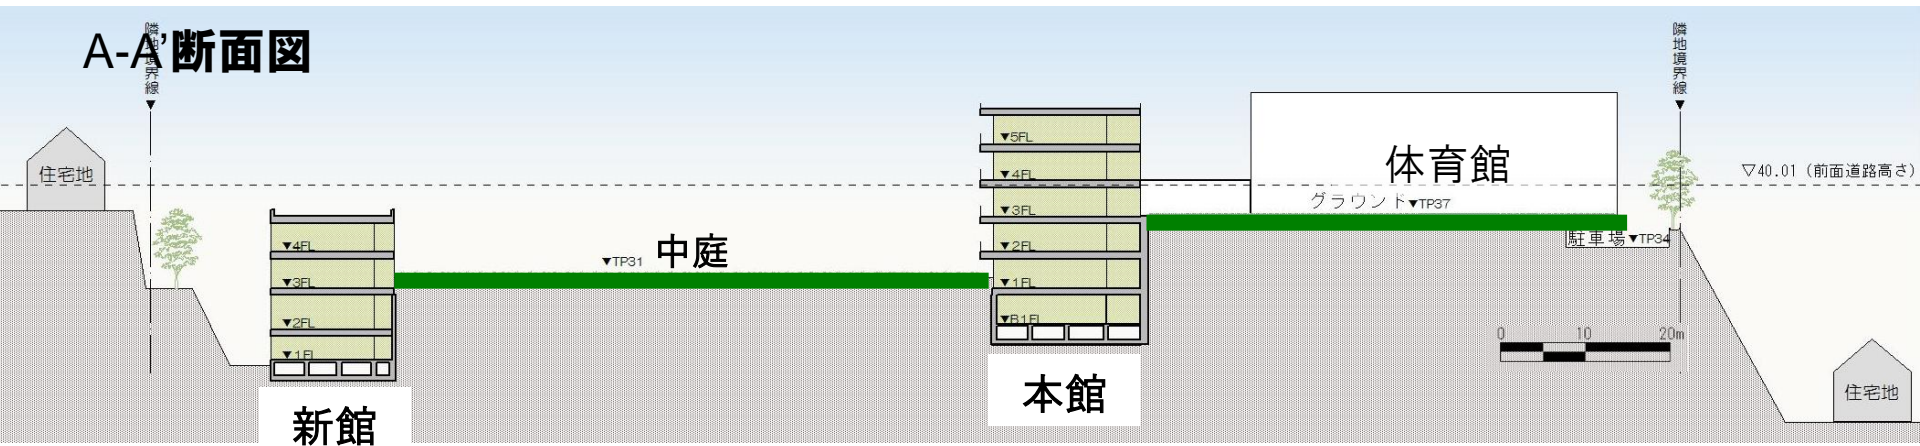 A-A'断面図
隣地境界線
隣地境界線
住宅地
▽40.01（前面道路高さ）
▼5FL
▼4FL
▼3FL
▼2FL
▼1FL
▼B1FL
体育館
グラウンド▼TP37
駐車場▼TP34
▼4FL
▼3FL
▼2FL
▼1FL
▼TP31
中庭
0 10 20m
本館
新館
住宅地